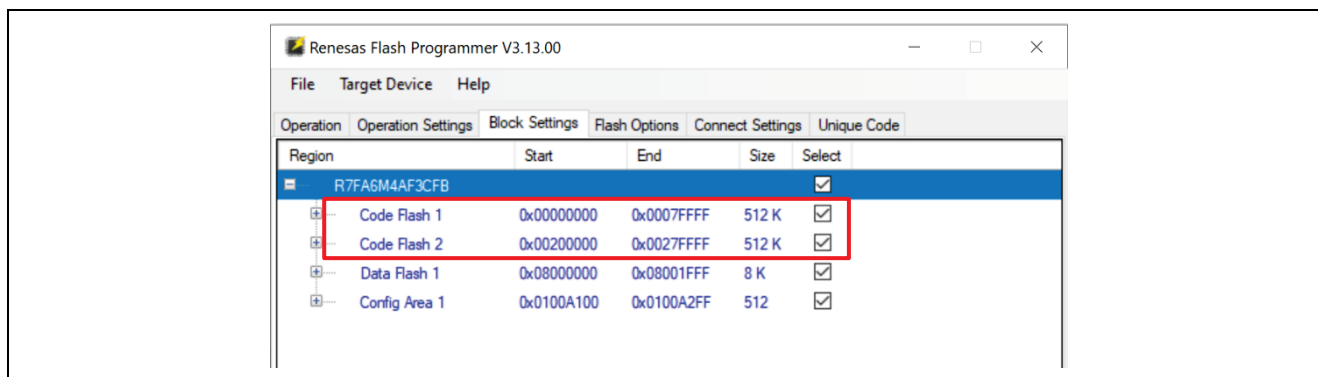 Renesas Flash Programmer V3.13.00
File Target Device Help
Operation Operation Settings Block Settings Flash Options Connect Settings Unique Code
Region Start End Size Select
R7FA6M4AF3CFB
Code Flash 1 0x00000000 0x0007FFFF 512 K
Code Flash 2 0x00200000 0x0027FFFF 512 K
Data Flash 1 0x08000000 0x08001FFF 8 K
Config Area 1 0x0100A100 0x0100A2FF 512